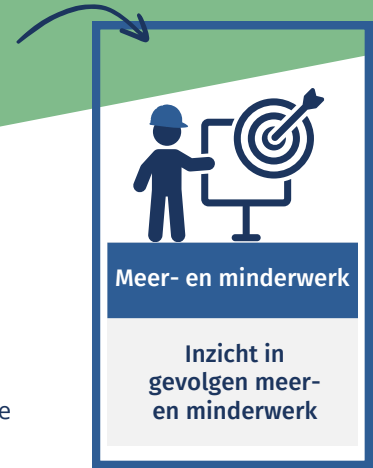 Meer- en minderwerk
Inzicht in
gevolgen meer-
en minderwerk
e